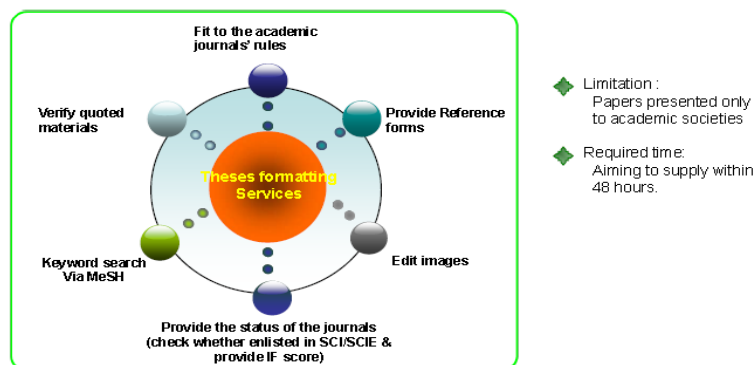 Fit to the academic
journals' rules
Verify quoted
materials
Provide Reference
forms
Theses formatting
Services
Keyword search
Via MeSH
Edit images
Provide the status of the journals
(check whether enlisted in SCI/SCIE &
provide IF score)
Limitation :
Papers presented only
to academic societies
Required time:
Aiming to supply within
48 hours.